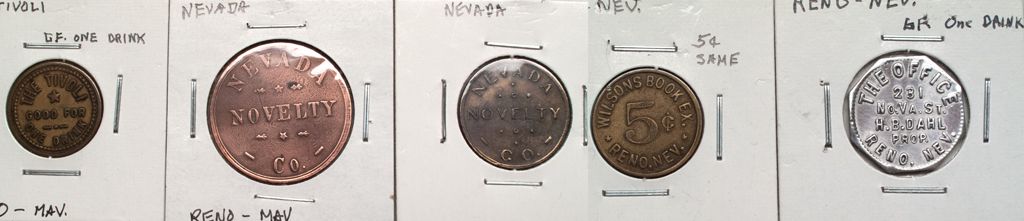 TIVOLI
GF. ONE DRINK
THE TIVOLI
GOOD FOR
ONE DRINK
O - MAV.
NEVADA
NEVADA
NOVELTY
CO.
RENO - MAV
NEVADA
NEVADA
NOVELTY
CO.
NEV.
5¢
SAME
WILSONS BOOK EX.
5¢
RENO, NEV.
RENO - NEV.
GF. One DRINK
THE OFFICE
231
NO. VA. ST.
H.B. DAHL
PROP.
RENO, NEV.